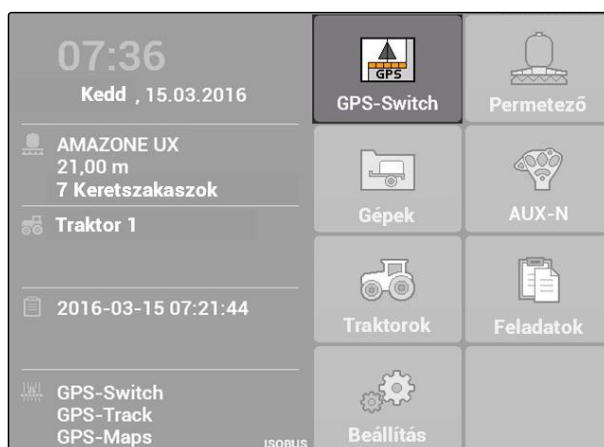 07:36
Kedd , 15.03.2016
AMAZONE UX
21,00 m
7 Keretszakaszok
Traktor 1
2016-03-15 07:21:44
GPS-Switch
GPS-Track
GPS-Maps
ISOBUS
GPS
GPS-Switch
Permetező
Gépek
AUX-N
Traktorok
Feladatok
Beállítás